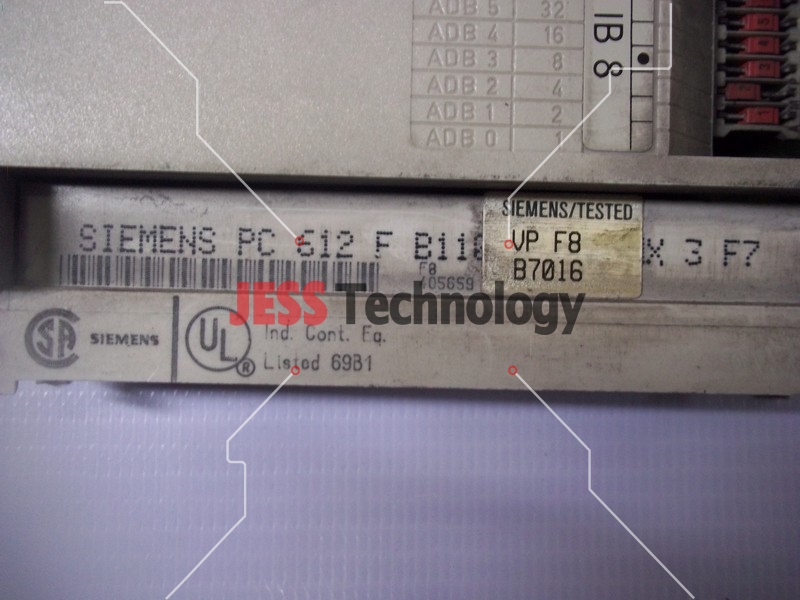 ADB 5 32
ADB 4 16
ADB 3 8
ADB 2 4
ADB 1 2
ADB 0 1
IB 8
SIEMENS/TESTED
VP F8
B7016
SIEMENS PC 612 F X 3 F7
F8
JESS Technology
SIEMENS
UL
Ind. Cont. Eq.
Listed 69B1